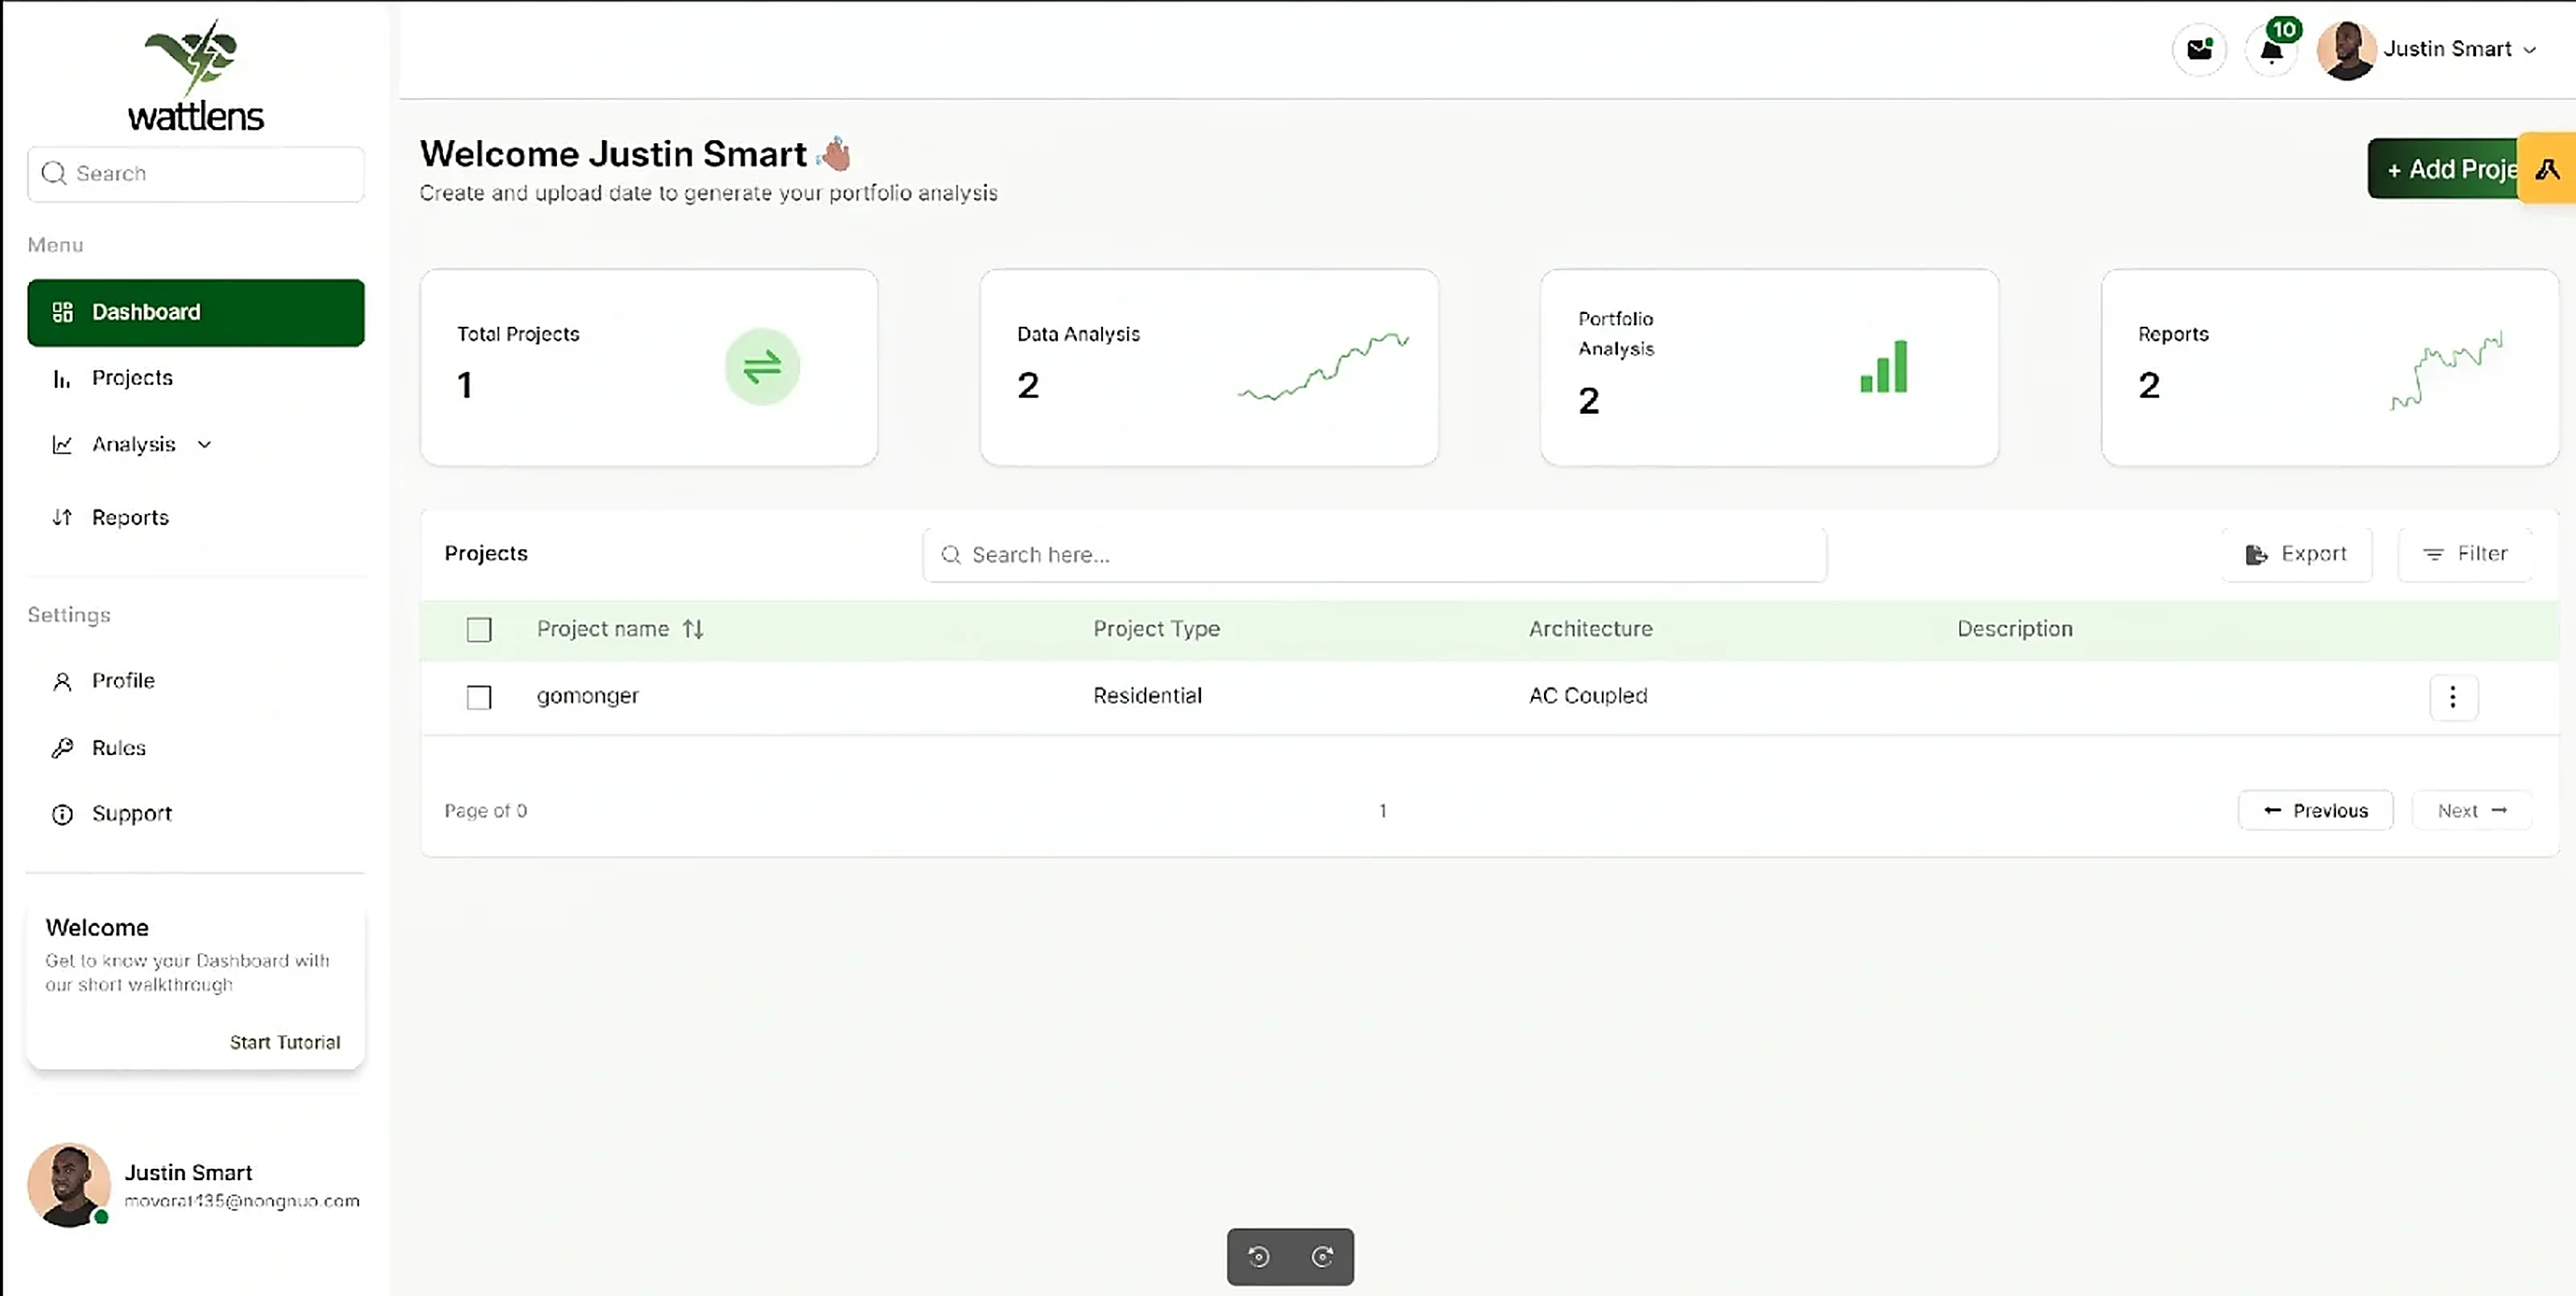 wattlens
Search
Menu
Dashboard
Projects
Analysis
Reports
Settings
Profile
Rules
Support
Welcome
Get to know your Dashboard with
our short walkthrough
Start Tutorial
Justin Smart
10
Justin Smart
Welcome Justin Smart
Create and upload date to generate your portfolio analysis
+ Add Proje
Total Projects
1
Data Analysis
2
Portfolio
Analysis
2
Reports
2
Projects
Search here...
Export
Filter
Project name
Project Type
Architecture
Description
gomonger
Residential
AC Coupled
Page of 0
1
← Previous
Next →